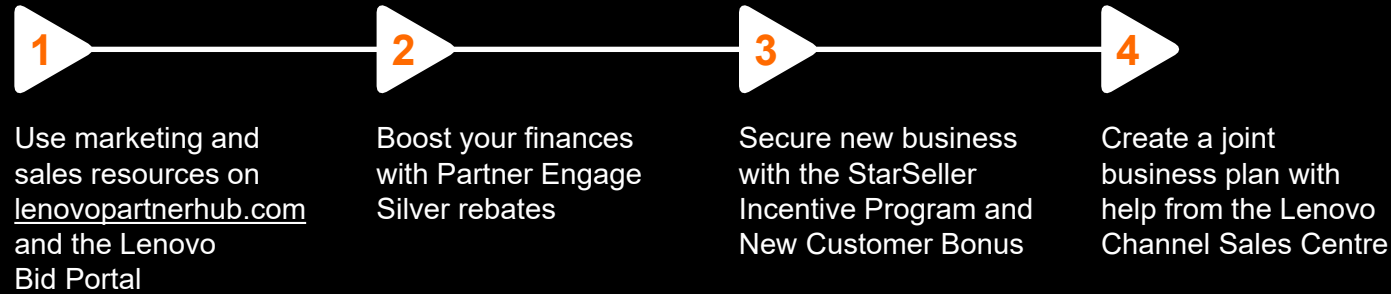 1
Use marketing and
sales resources on
lenovopartnerhub.com
and the Lenovo
Bid Portal
2
Boost your finances
with Partner Engage
Silver rebates
3
Secure new business
with the StarSeller
Incentive Program and
New Customer Bonus
4
Create a joint
business plan with
help from the Lenovo
Channel Sales Centre